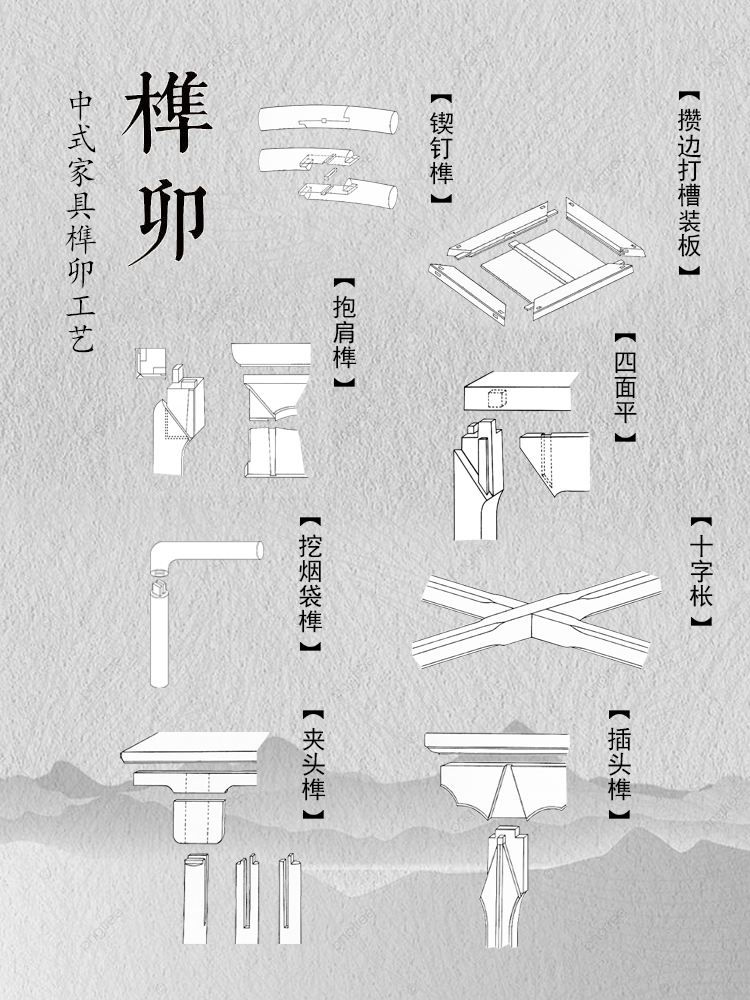 榫卯
中式家具榫卯工艺
【锲钉榫】
【攒边打槽装板】
【抱肩榫】
【四面平】
【挖烟袋榫】
【十字枨】
【夹头榫】
【插头榫】